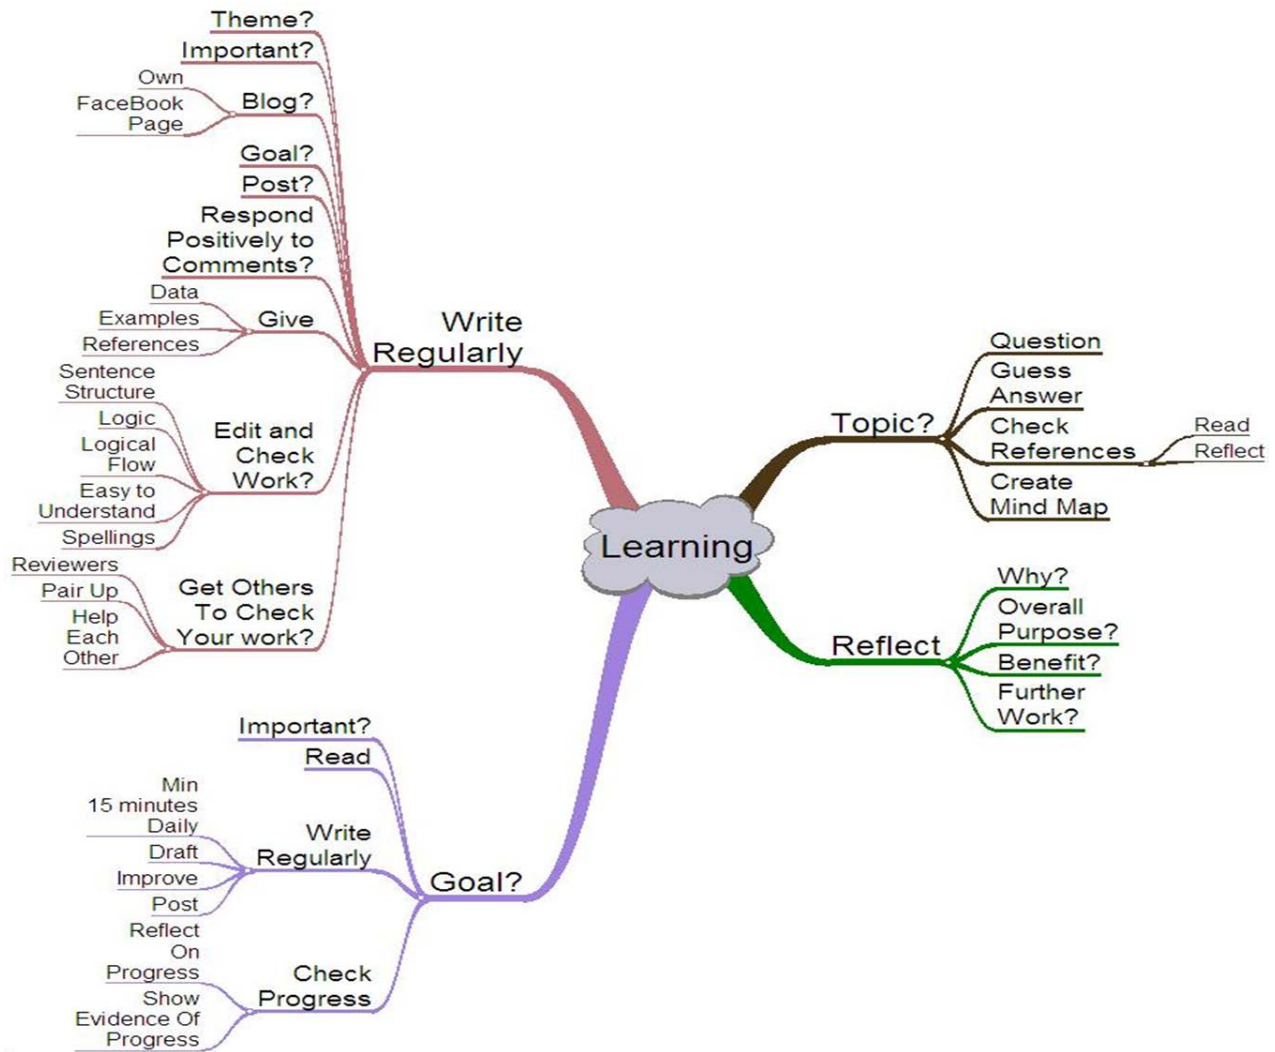 Theme?
Important?
Own
FaceBook
Page
Blog?
Goal?
Post?
Respond
Positively to
Comments?
Data
Examples
References
Give
Sentence
Structure
Logic
Logical
Flow
Easy to
Understand
Spellings
Edit and
Check
Work?
Reviewers
Pair Up
Help
Each
Other
Get Others
To Check
Your work?
Write
Regularly
Learning
Topic?
Question
Guess
Answer
Check
References
Read
Reflect
Create
Mind Map
Reflect
Why?
Overall
Purpose?
Benefit?
Further
Work?
Important?
Read
Min
15 minutes
Daily
Draft
Improve
Post
Write
Regularly
Reflect
On
Progress
Show
Evidence Of
Progress
Check
Progress
Goal?